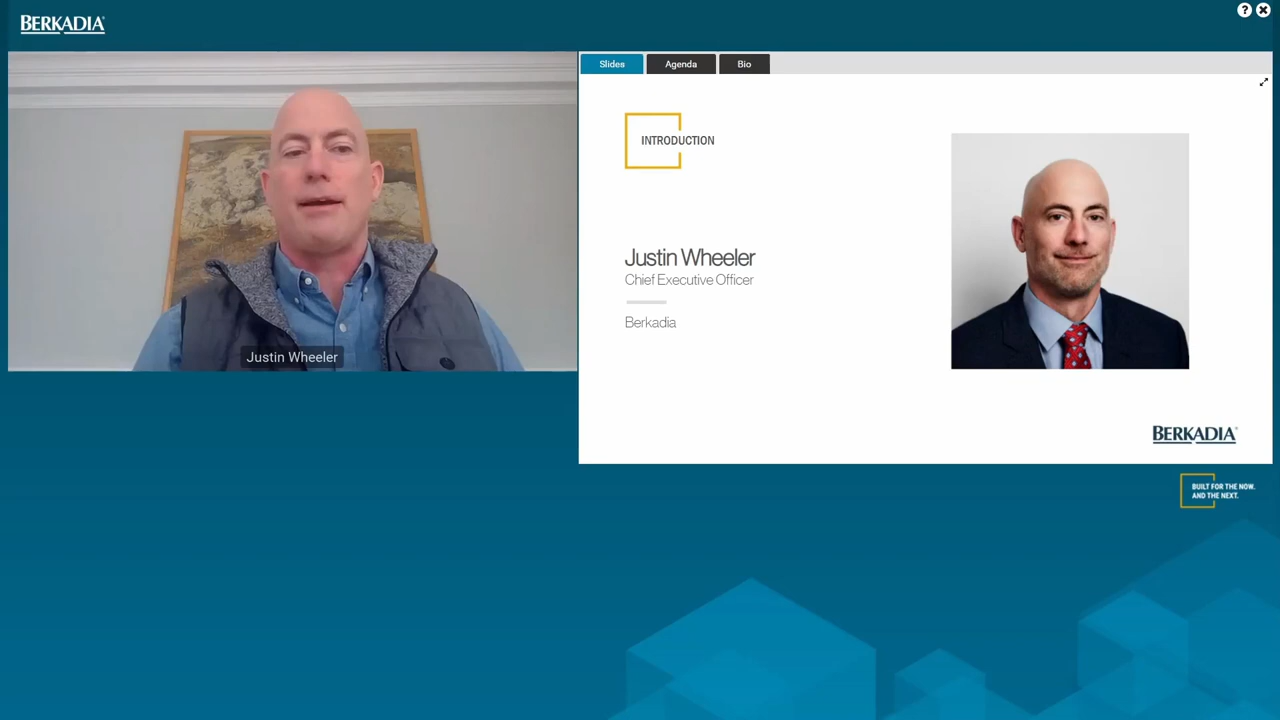 BERKADIA®
?
Slides
Agenda
Bio
INTRODUCTION
Justin Wheeler
Chief Executive Officer
Berkadia
Justin Wheeler
BERKADIA®
BUILT FOR THE NOW.
AND THE NEXT.